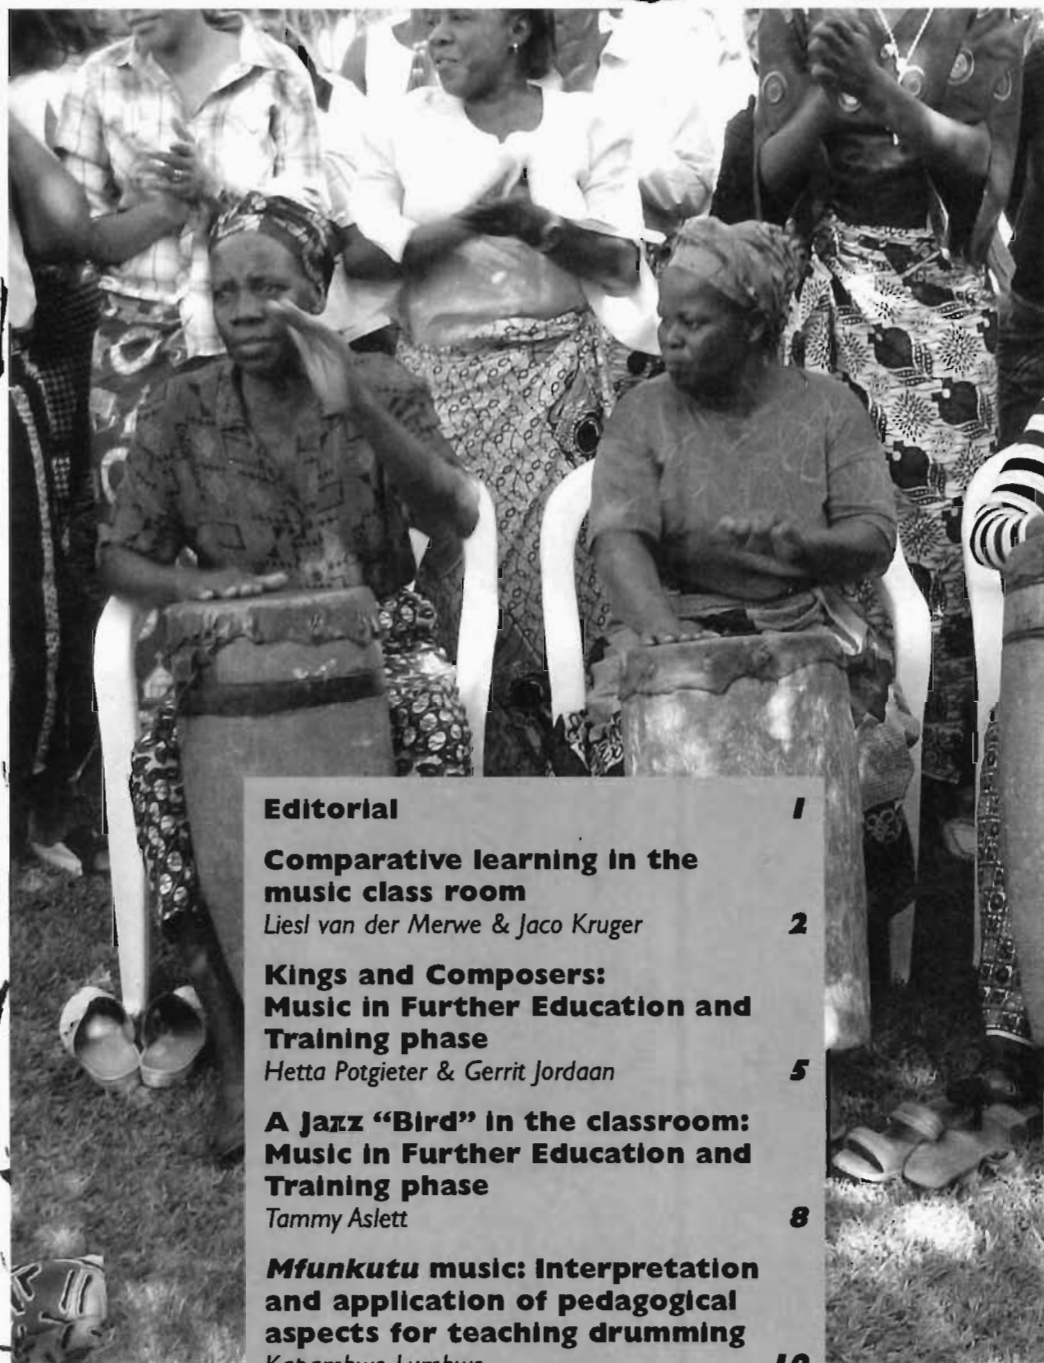 Editorial 1
Comparative learning in the
music class room
Liesl van der Merwe & Jaco Kruger 2
Kings and Composers:
Music in Further Education and
Training phase
Hetta Potgieter & Gerrit Jordaan 5
A Jazz “Bird” in the classroom:
Music in Further Education and
Training phase
Tammy Aslett 8
Mfunkutu music: Interpretation
and application of pedagogical
aspects for teaching drumming